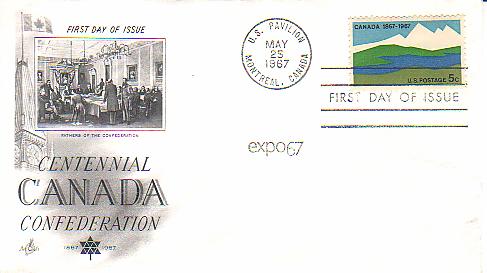 FIRST DAY OF ISSUE
FATHERS OF THE CONFEDERATION
CENTENNIAL
CANADA
CONFEDERATION
1867 1967
U.S. PAVILION
MAY
25
1967
MONTREAL, CANADA
CANADA 1867-1967
U.S. POSTAGE 5c
FIRST DAY OF ISSUE
expo67